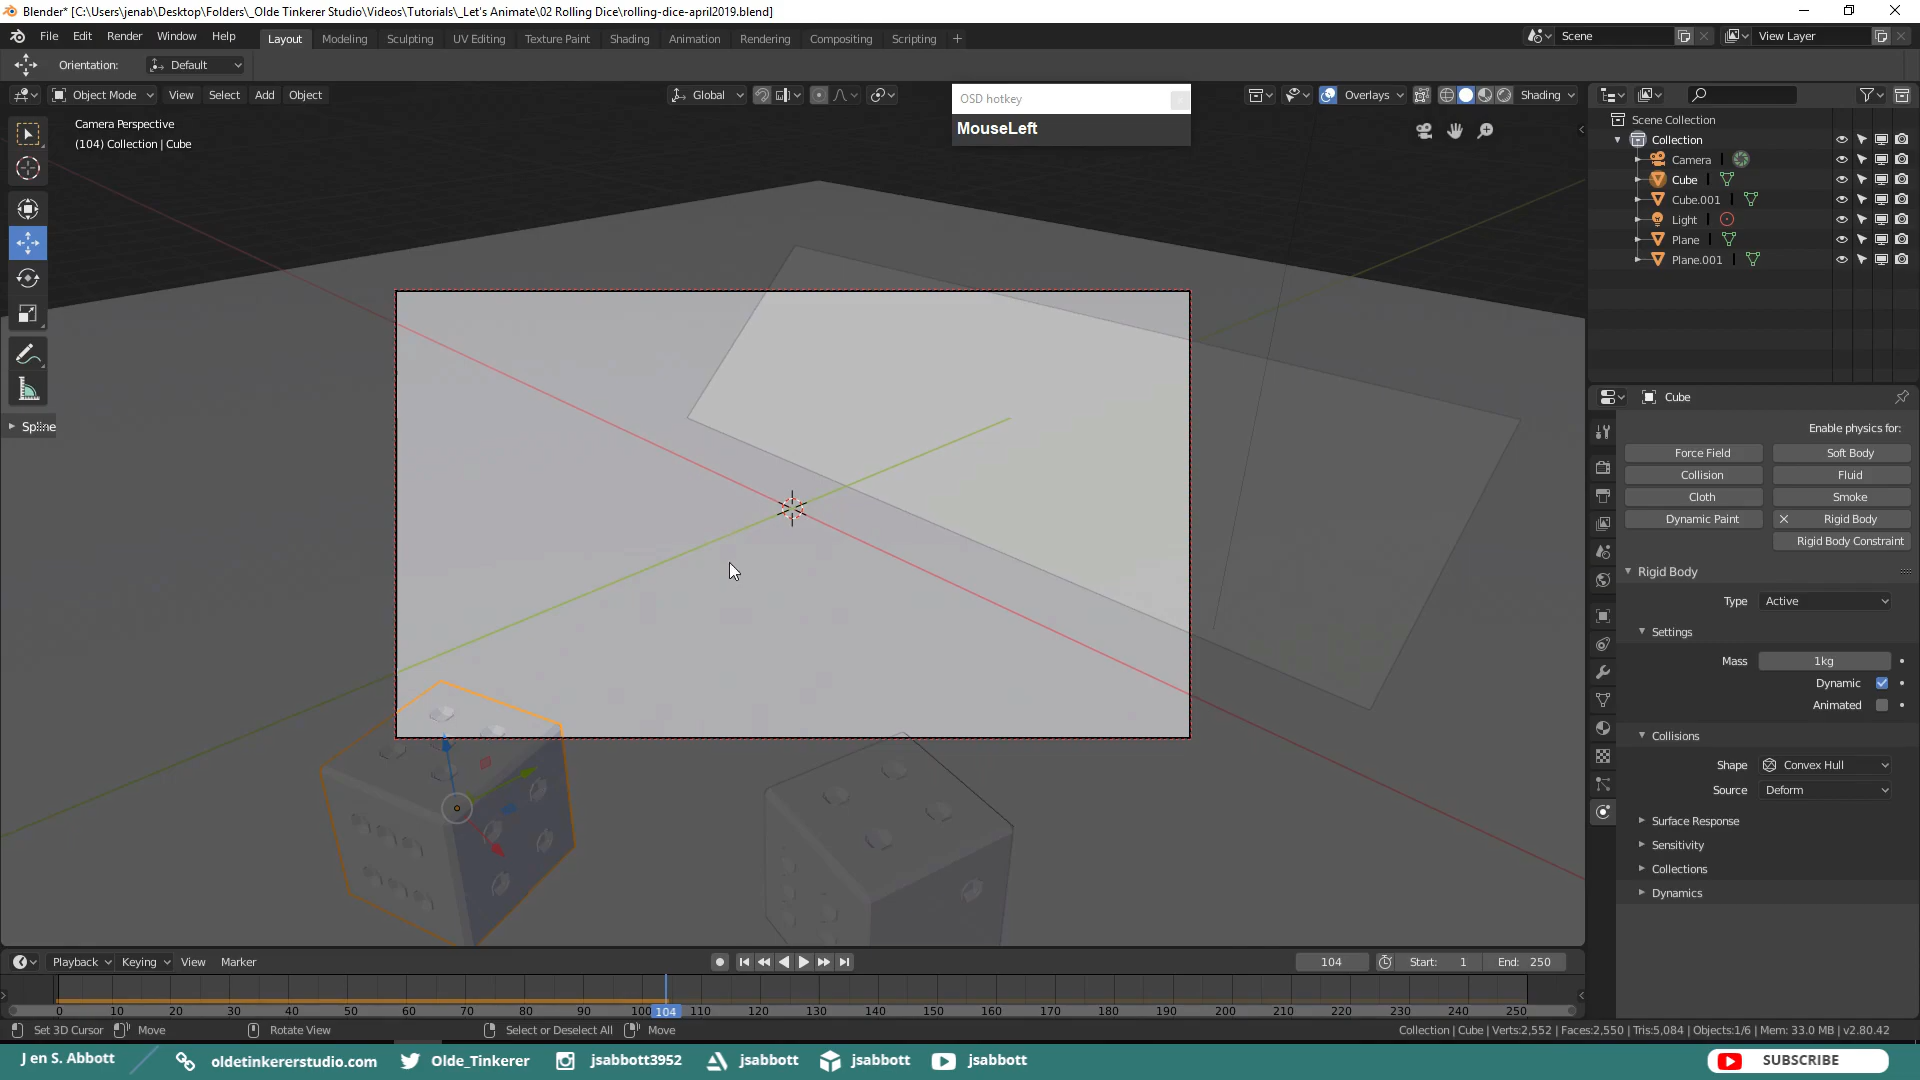 Blender* [C:\Users\jenab\Desktop\Folders\_Olde Tinkerer Studio\Videos\Tutorials\_Let's Animate\02 Rolling Dice\rolling-dice-april2019.blend]
File Edit Render Window Help Layout Modeling Sculpting UV Editing Texture Paint Shading Animation Rendering Compositing Scripting + Scene View Layer
Orientation: Default
Object Mode View Select Add Object Global OSD hotkey Overlays Shading
MouseLeft
Camera Perspective
(104) Collection | Cube
Scene Collection
Collection
Camera
Cube
Cube.001
Light
Plane
Plane.001
Spline
Cube
Enable physics for:
Force Field Soft Body
Collision Fluid
Cloth Smoke
Dynamic Paint Rigid Body
Rigid Body Constraint
Rigid Body
Type Active
Settings
Mass 1kg
Dynamic
Animated
Collisions
Shape Convex Hull
Source Deform
Surface Response
Sensitivity
Collections
Dynamics
Playback Keying View Marker 104 Start: 1 End: 250
0 10 20 30 40 50 60 70 80 90 100 104 110 120 130 140 150 160 170 180 190 200 210 220 230 240 250
Set 3D Cursor Move Rotate View Select or Deselect All Move Collection | Cube | Verts:2,552 | Faces:2,550 | Tris:5,084 | Objects:1/6 | Mem: 33.0 MB | v2.80.42
J en S. Abbott oldetinkererstudio.com Olde_Tinkerer jsabbott3952 jsabbott jsabbott jsabbott SUBSCRIBE